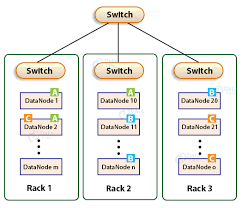 Switch
Switch
Switch
Switch
A
DataNode 1
C
A
DataNode 2
DataNode m
Rack 1
A
DataNode 10
B
DataNode 11
B
DataNode n
Rack 2
B
DataNode 20
C
DataNode 21
C
DataNode o
Rack 3